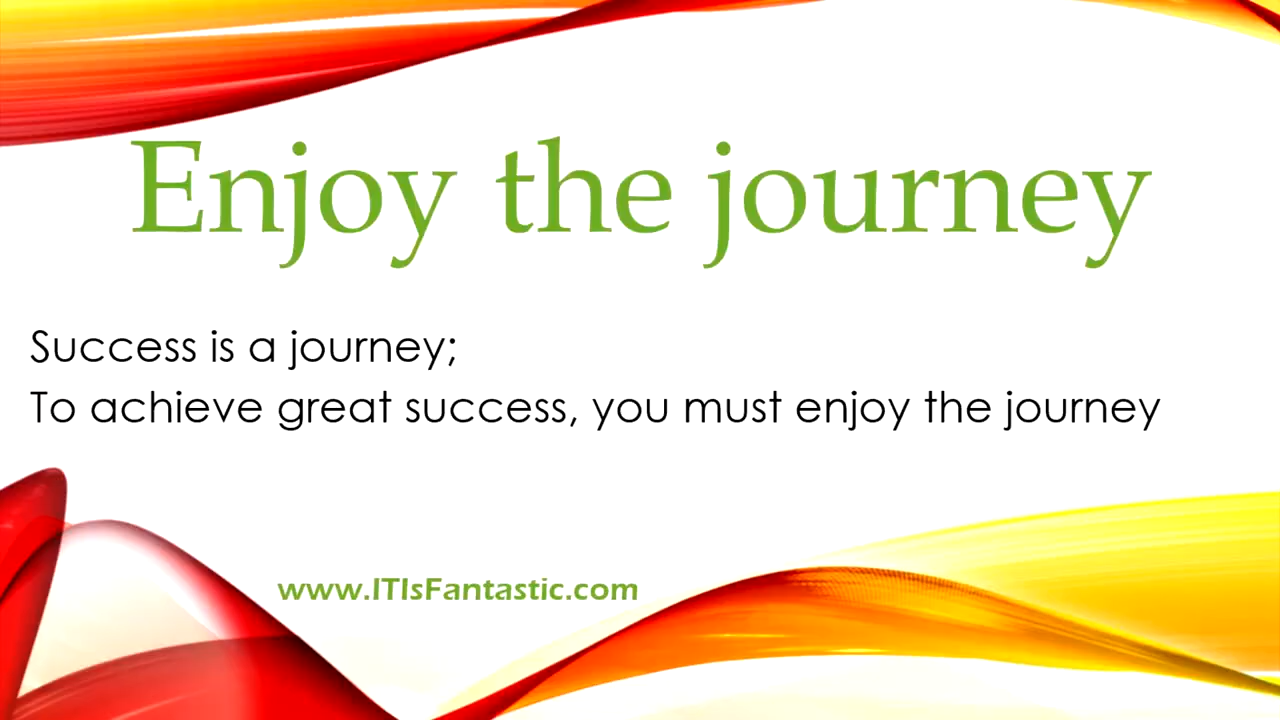 Enjoy the journey
Success is a journey;
To achieve great success, you must enjoy the journey
www.ITIsFantastic.com